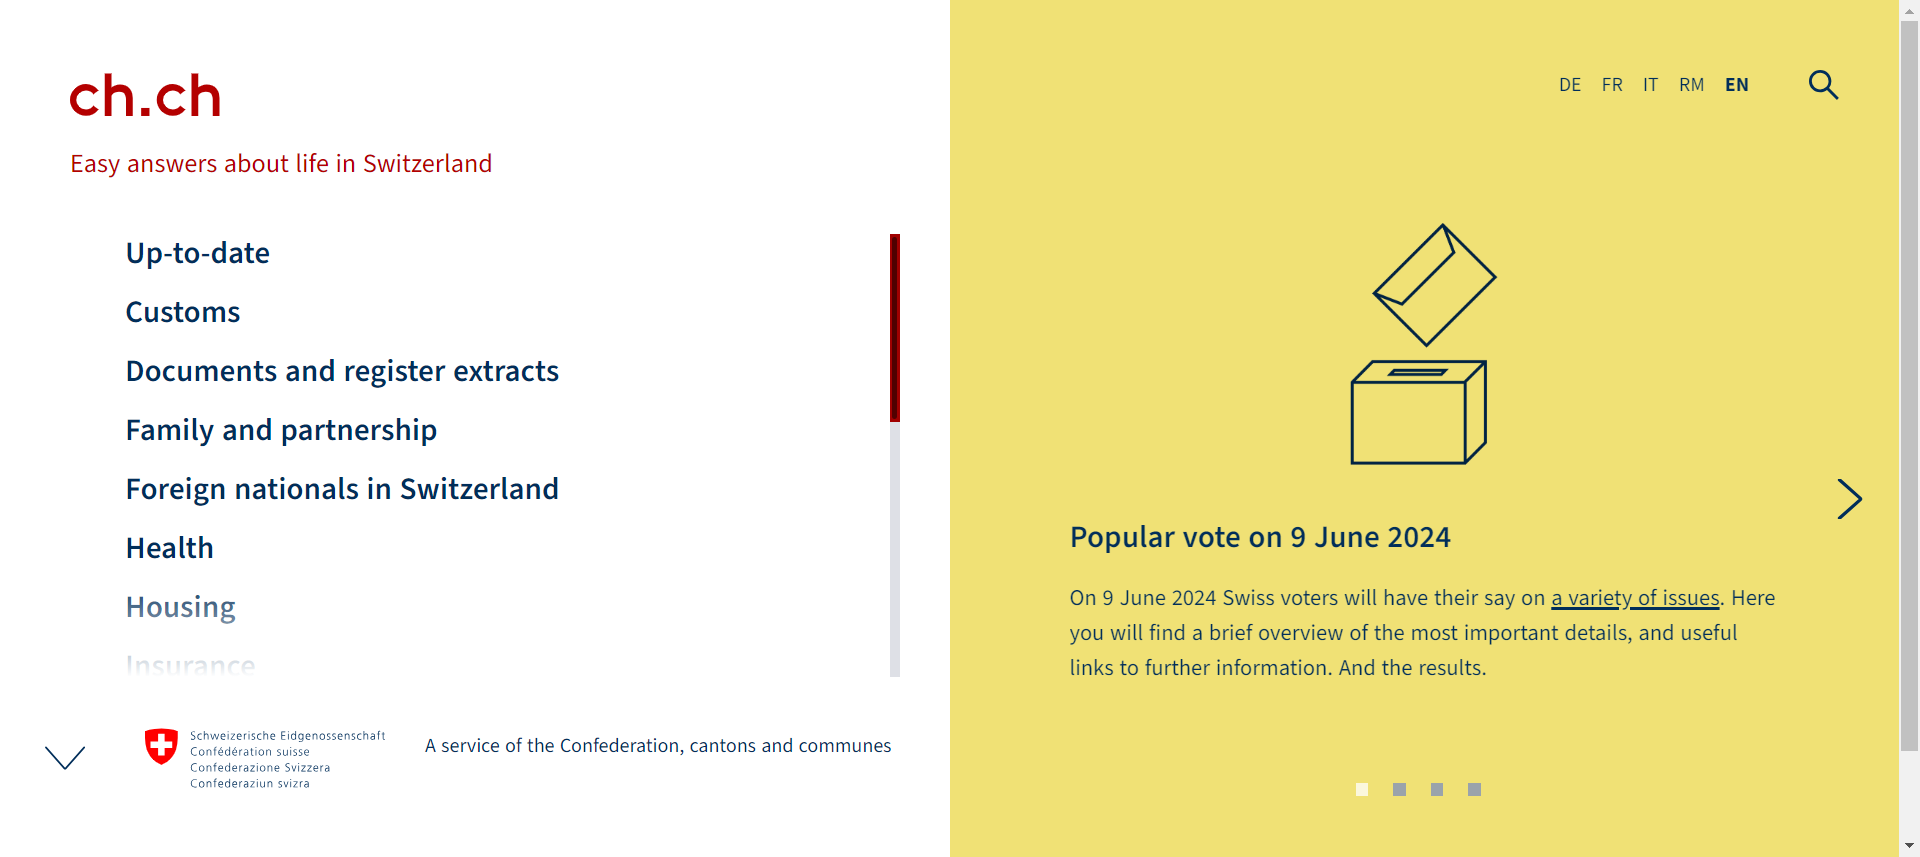 ch.ch
Easy answers about life in Switzerland
Up-to-date
Customs
Documents and register extracts
Family and partnership
Foreign nationals in Switzerland
Health
Housing
Insurance
Schweizerische Eidgenossenschaft
Confédération suisse
Confederazione Svizzera
Confederaziun svizra
A service of the Confederation, cantons and communes
DE FR IT RM EN
Popular vote on 9 June 2024
On 9 June 2024 Swiss voters will have their say on a variety of issues. Here
you will find a brief overview of the most important details, and useful
links to further information. And the results.